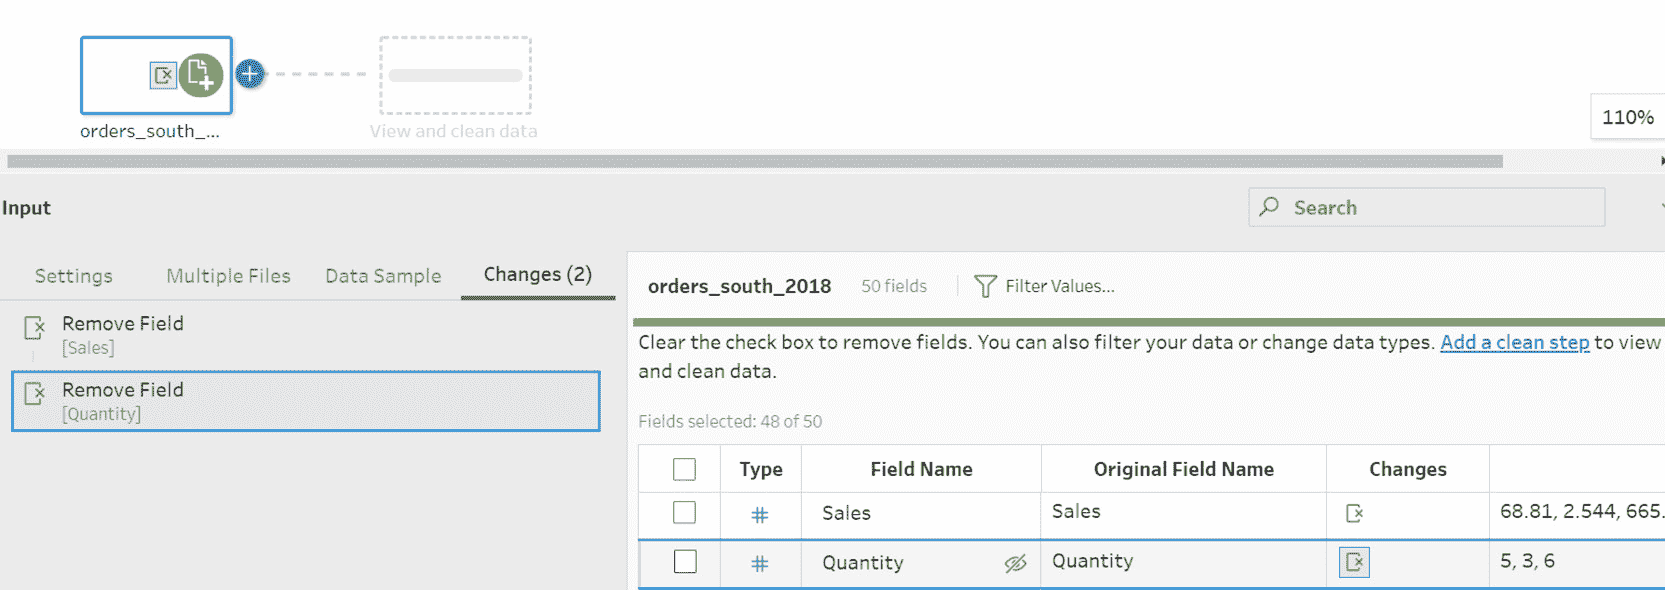 orders_south_...
View and clean data
110%
Input
Search
Settings
Multiple Files
Data Sample
Changes (2)
Remove Field
[Sales]
Remove Field
[Quantity]
orders_south_2018
50 fields
Filter Values...
Clear the check box to remove fields. You can also filter your data or change data types. Add a clean step to view
and clean data.
Fields selected: 48 of 50
Type Field Name Original Field Name Changes
# Sales Sales 68.81, 2.544, 665.
# Quantity Quantity 5, 3, 6